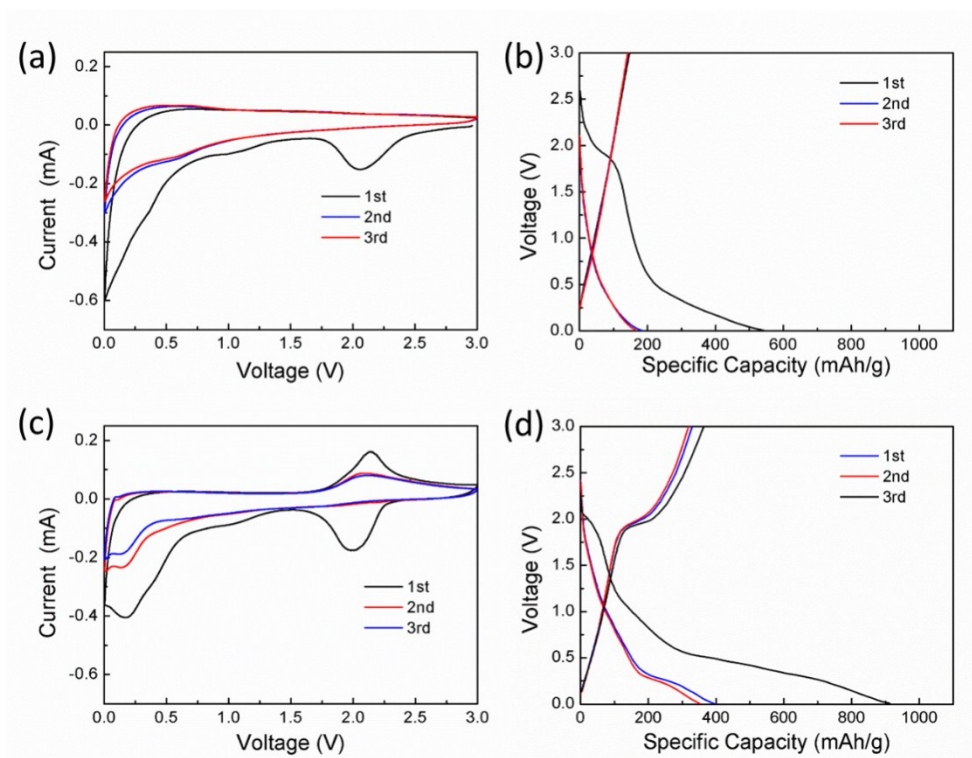 (a)
0.2
0.0
-0.2
-0.4
-0.6
Current (mA)
1st
2nd
3rd
0.0 0.5 1.0 1.5 2.0 2.5 3.0
Voltage (V)
(b)
3.0
2.5
2.0
1.5
1.0
0.5
0.0
Voltage (V)
1st
2nd
3rd
0 200 400 600 800 1000
Specific Capacity (mAh/g)
(c)
0.2
0.0
-0.2
-0.4
-0.6
Current (mA)
1st
2nd
3rd
0.0 0.5 1.0 1.5 2.0 2.5 3.0
Voltage (V)
(d)
3.0
2.5
2.0
1.5
1.0
0.5
0.0
Voltage (V)
1st
2nd
3rd
0 200 400 600 800 1000
Specific Capacity (mAh/g)